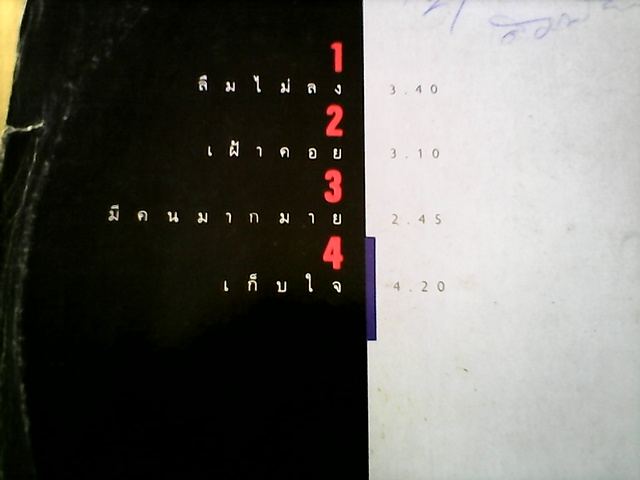 1
ลืมไม่ลง 3.40
2
เฝ้าคอย 3.10
3
มีคนมากมาย 2.45
4
เก็บใจ 4.20